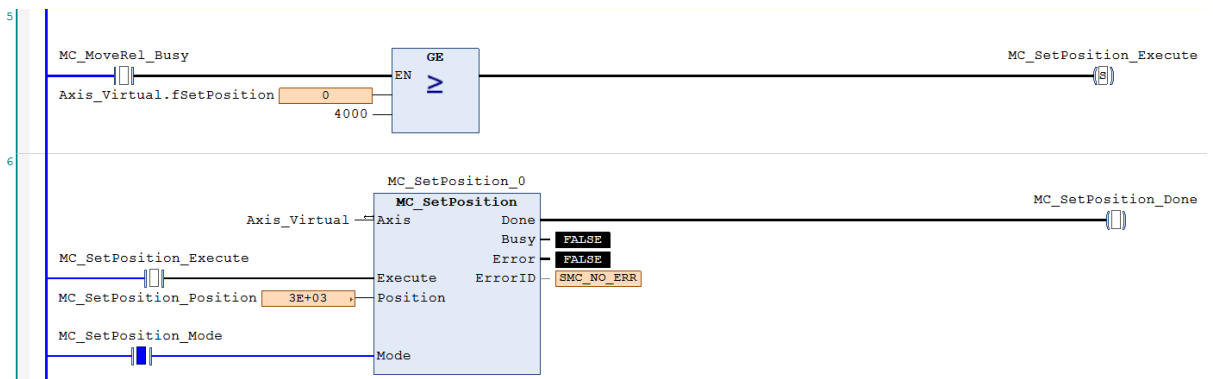 5
MC_MoveRel_Busy
GE
MC_SetPosition_Execute
EN
≥
S
Axis_Virtual.fSetPosition 0
4000
6
MC_SetPosition_0
MC_SetPosition
MC_SetPosition_Done
Axis_Virtual Axis Done
Busy FALSE
MC_SetPosition_Execute
Error FALSE
Execute ErrorID SMC_NO_ERR
MC_SetPosition_Position 3E+03 Position
MC_SetPosition_Mode
Mode